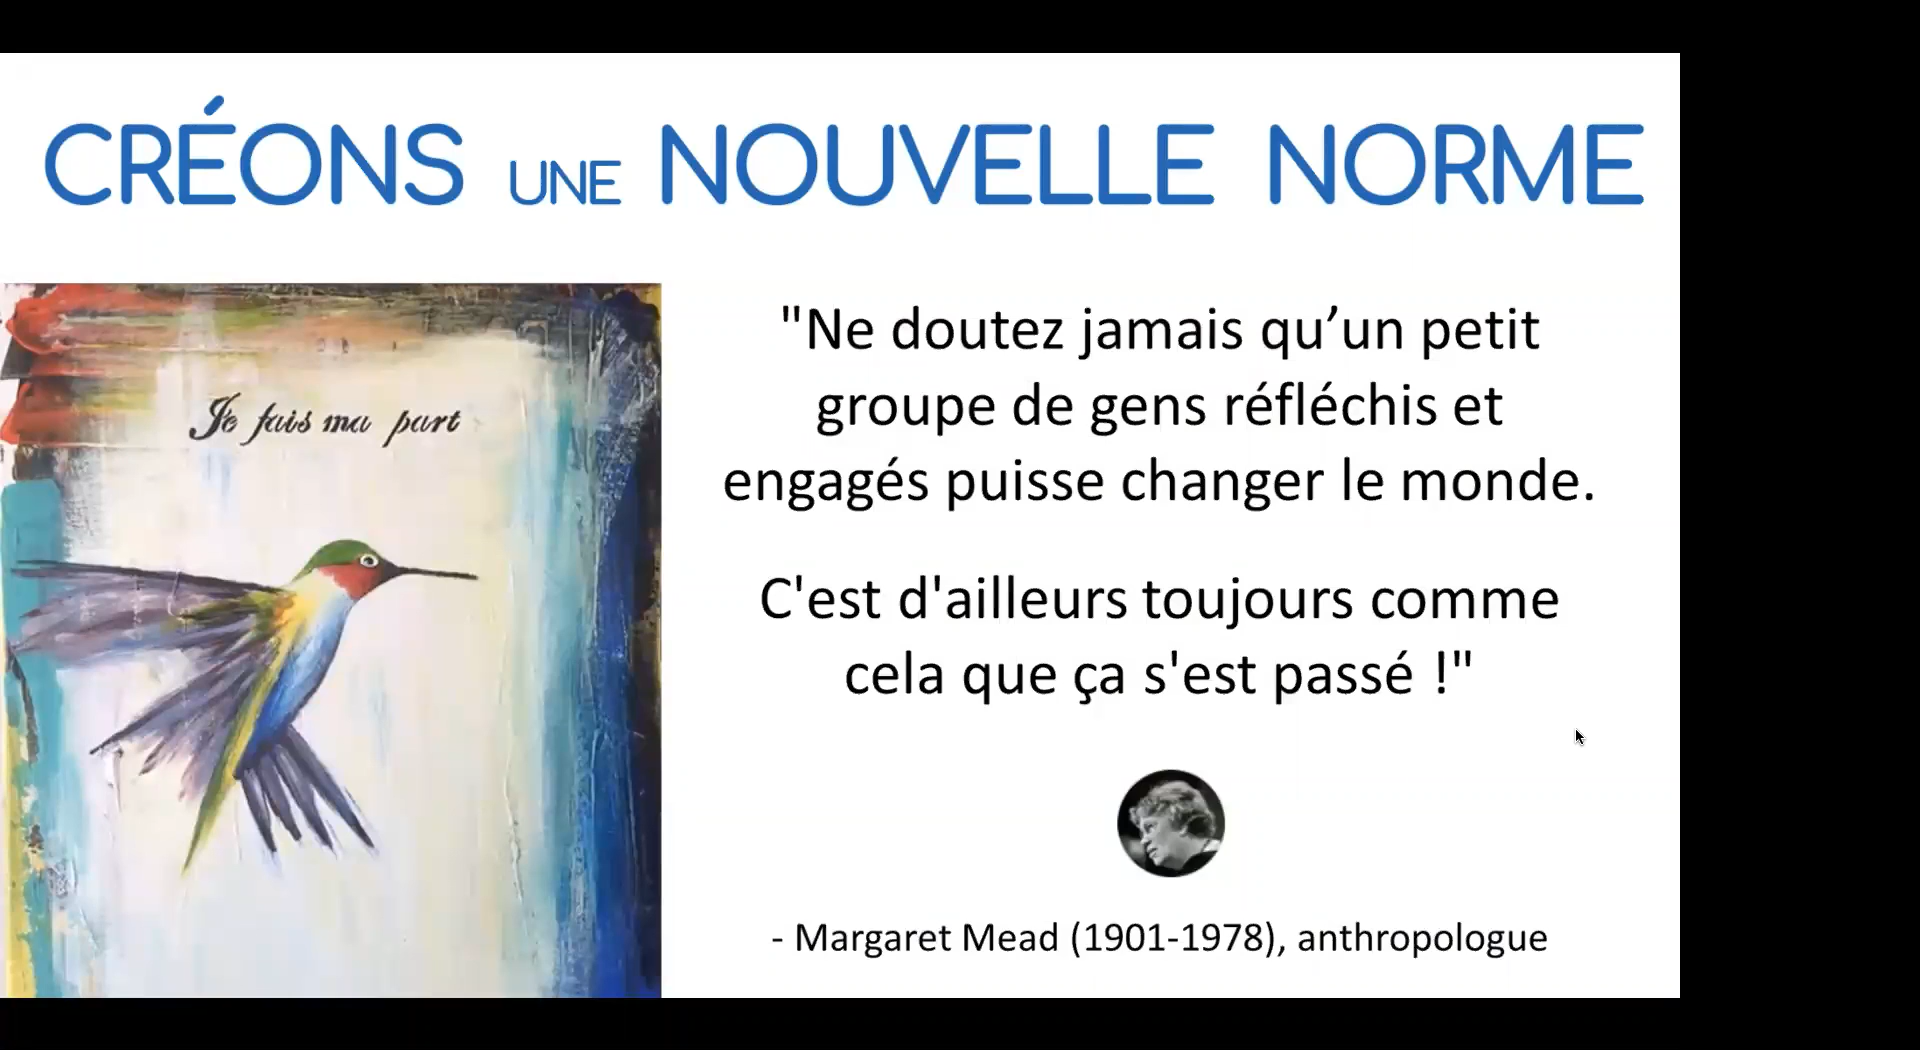 CRÉONS UNE NOUVELLE NORME
Je fais ma part
"Ne doutez jamais qu’un petit
groupe de gens réfléchis et
engagés puisse changer le monde.
C'est d'ailleurs toujours comme
cela que ça s'est passé !"
- Margaret Mead (1901-1978), anthropologue